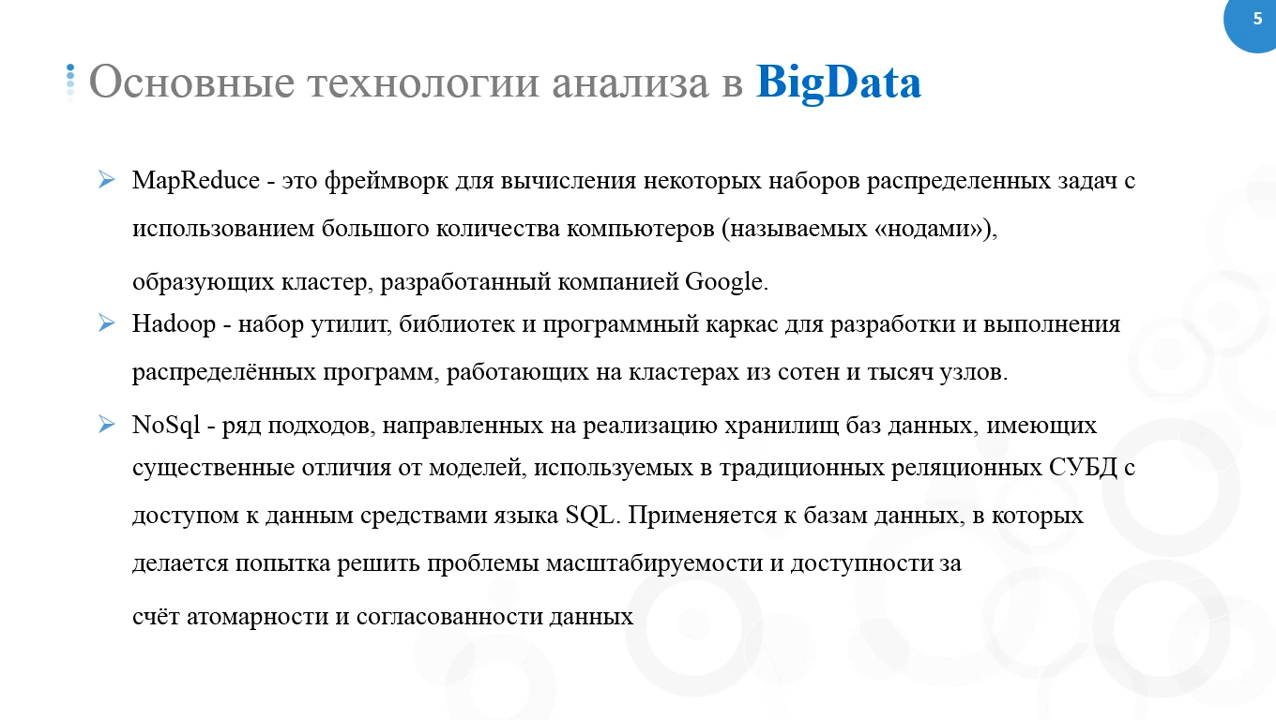 5
Основные технологии анализа в BigData
MapReduce - это фреймворк для вычисления некоторых наборов распределенных задач с
использованием большого количества компьютеров (называемых «нодами»),
образующих кластер, разработанный компанией Google.
Hadoop - набор утилит, библиотек и программный каркас для разработки и выполнения
распределённых программ, работающих на кластерах из сотен и тысяч узлов.
NoSql - ряд подходов, направленных на реализацию хранилищ баз данных, имеющих
существенные отличия от моделей, используемых в традиционных реляционных СУБД с
доступом к данным средствами языка SQL. Применяется к базам данных, в которых
делается попытка решить проблемы масштабируемости и доступности за
счёт атомарности и согласованности данных